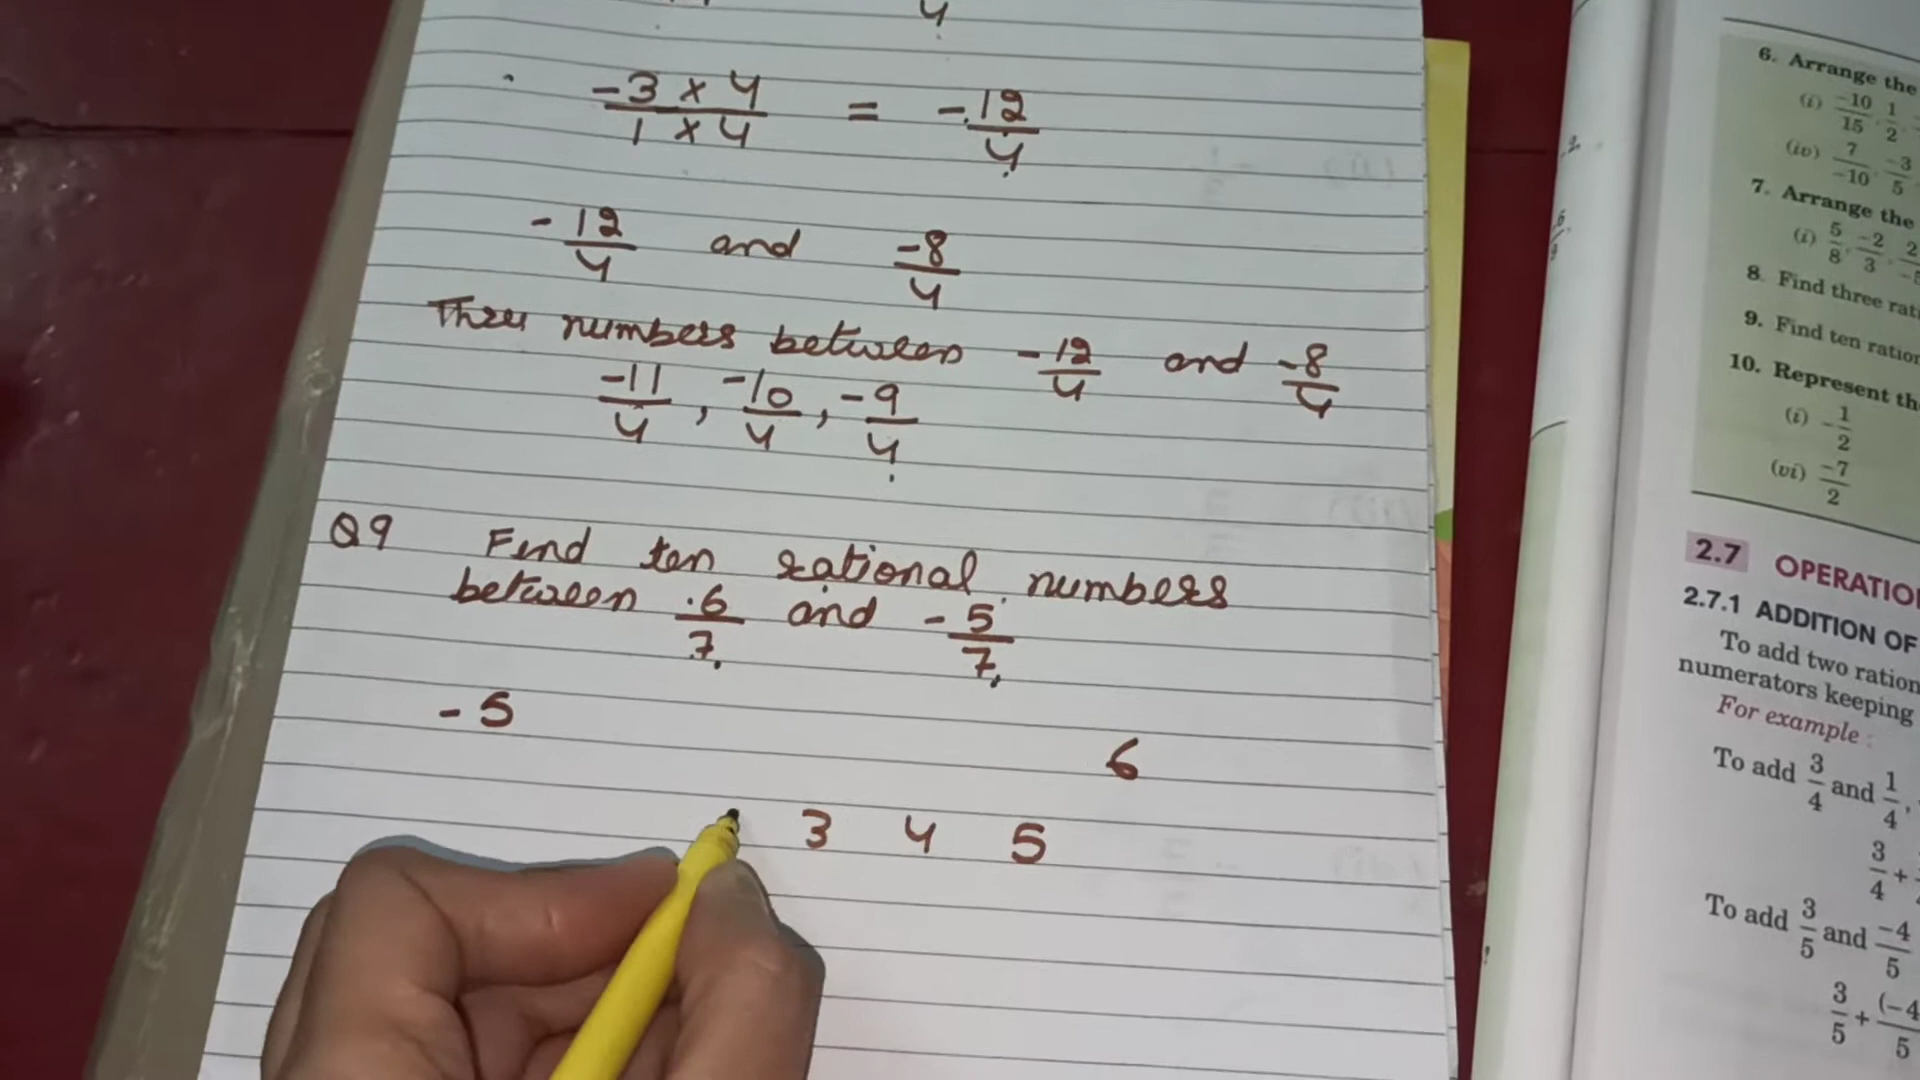 4
-3 × 4 / 1 × 4 = -12/4
-12/4 and -8/4
Three numbers between -12/4 and -8/4
-11/4, -10/4, -9/4
Q9 Find ten rational numbers
between 6/7 and -5/7
-5 6
3 4 5
6. Arrange the
(i) -10/15, 1/2,
(iv) 7/-10, -3/5
7. Arrange the
(i) 5/8, -2/3, 2/-5
8. Find three rati
9. Find ten ration
10. Represent th
(i) -1/2
(vi) -7/2
2.7 OPERATIO
2.7.1 ADDITION OF
To add two ration
numerators keeping
For example :
To add 3/4 and 1/4,
3/4 +
To add 3/5 and -4/5
3/5 + (-4/5